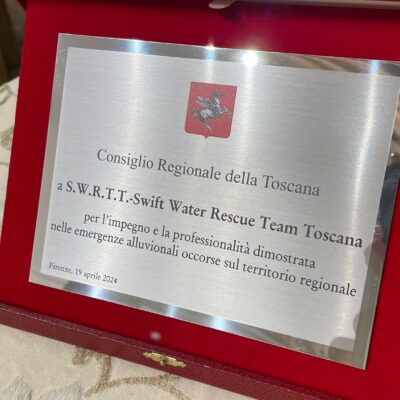 Consiglio Regionale della Toscana
a S.W.R.T.T.-Swift Water Rescue Team Toscana
per l'impegno e la professionalità dimostrata
nelle emergenze alluvionali occorse sul territorio regionale
Firenze, 19 aprile 2024